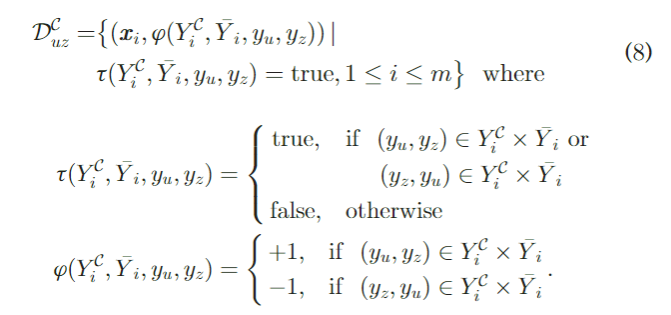 𝒟_{uz}^𝒞 = {(𝒙_i, φ(Y_i^𝒞, Ȳ_i, y_u, y_z)) |
τ(Y_i^𝒞, Ȳ_i, y_u, y_z) = true, 1 ≤ i ≤ m} where (8)
τ(Y_i^𝒞, Ȳ_i, y_u, y_z) = { true, if (y_u, y_z) ∈ Y_i^𝒞 × Ȳ_i or
(y_z, y_u) ∈ Y_i^𝒞 × Ȳ_i
false, otherwise
φ(Y_i^𝒞, Ȳ_i, y_u, y_z) = { +1, if (y_u, y_z) ∈ Y_i^𝒞 × Ȳ_i
−1, if (y_z, y_u) ∈ Y_i^𝒞 × Ȳ_i .